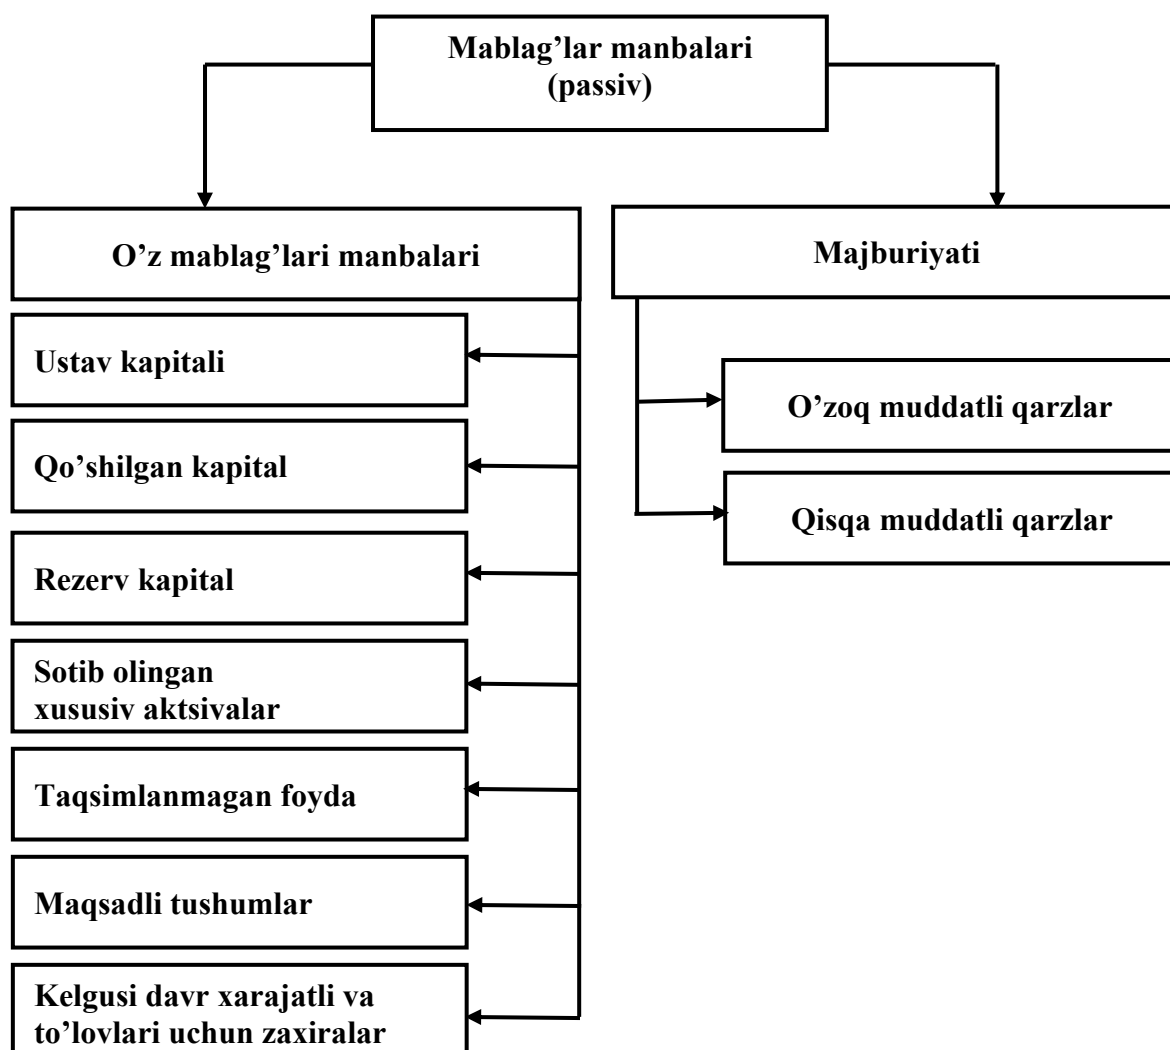 Mablag’lar manbalari
(passiv)
O’z mablag’lari manbalari
Majburiyati
Ustav kapitali
Qo’shilgan kapital
Rezerv kapital
Sotib olingan
xususiv aktsivalar
Taqsimlanmagan foyda
Maqsadli tushumlar
Kelgusi davr xarajatli va
to’lovlari uchun zaxiralar
O’zoq muddatli qarzlar
Qisqa muddatli qarzlar